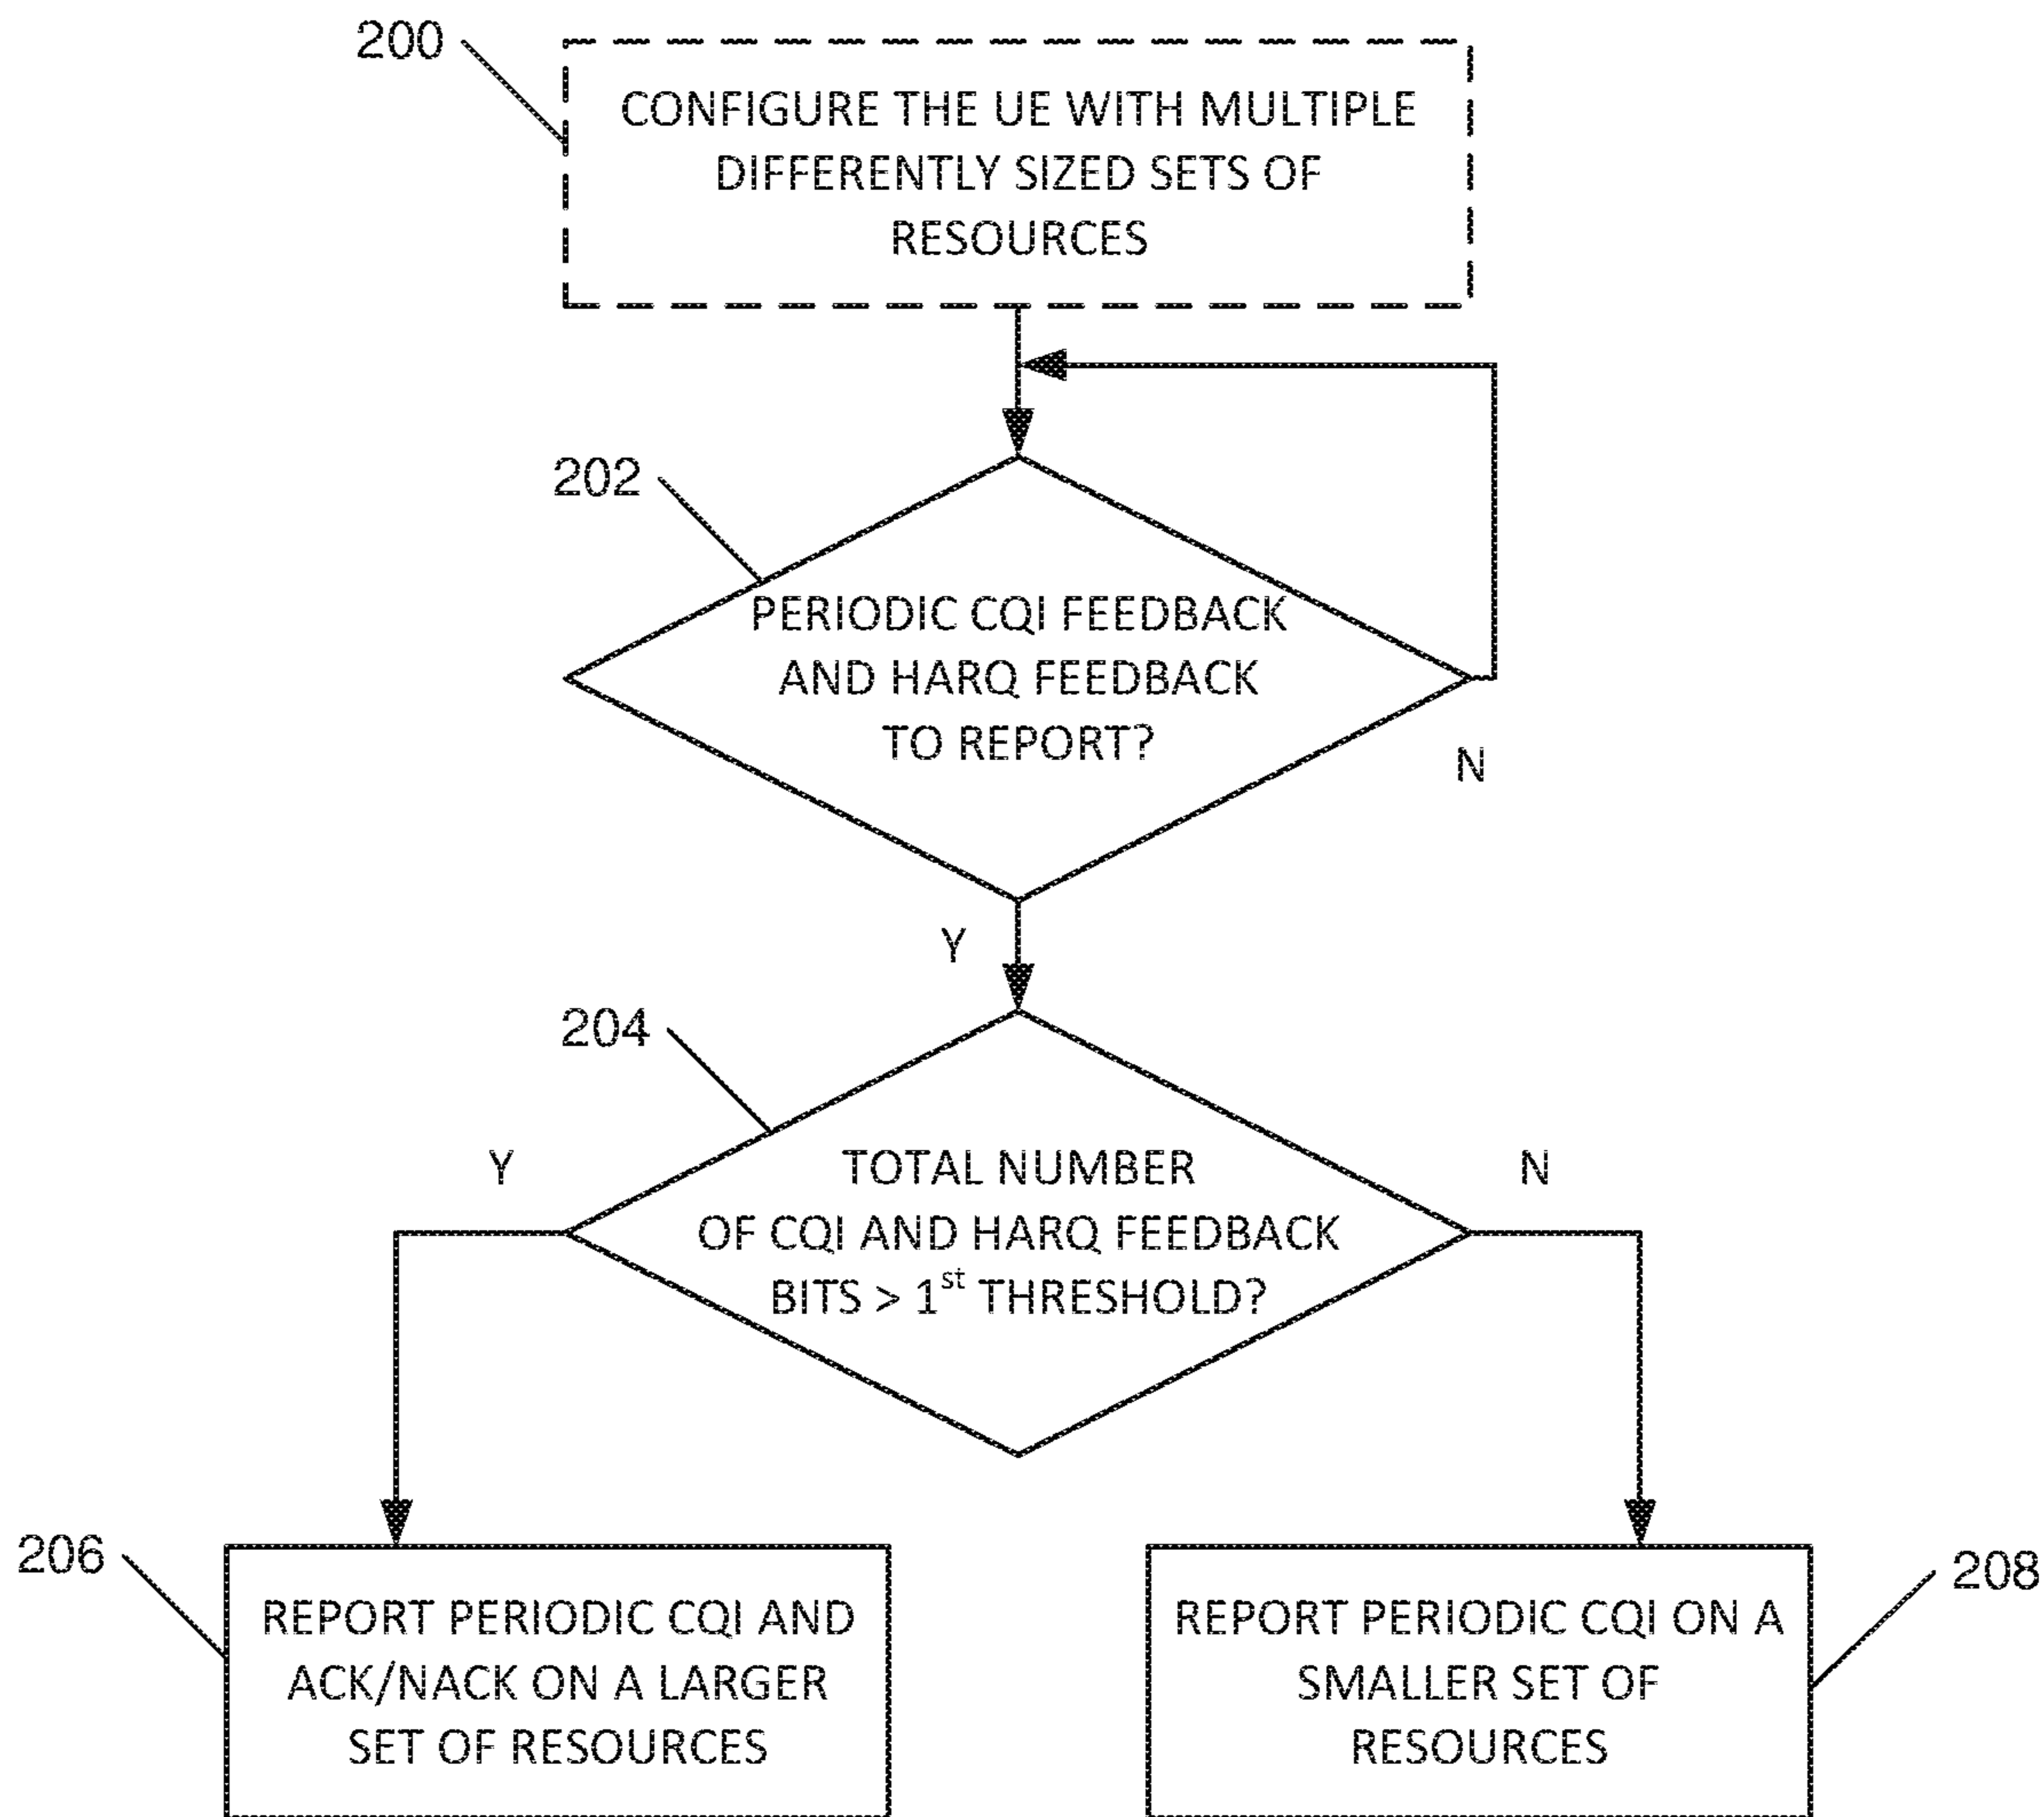 200
CONFIGURE THE UE WITH MULTIPLE
DIFFERENTLY SIZED SETS OF
RESOURCES
202
PERIODIC CQI FEEDBACK
AND HARQ FEEDBACK
TO REPORT?
N
Y
204
Y
TOTAL NUMBER
OF CQI AND HARQ FEEDBACK
BITS > 1st THRESHOLD?
N
206
REPORT PERIODIC CQI AND
ACK/NACK ON A LARGER
SET OF RESOURCES
208
REPORT PERIODIC CQI ON A
SMALLER SET OF
RESOURCES